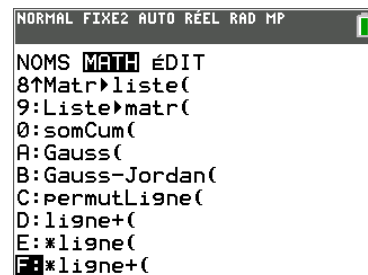 NORMAL FIXE2 AUTO RÉEL RAD MP
NOMS MATH ÉDIT
8↑Matr▸liste(
9:Liste▸matr(
0:somCum(
A:Gauss(
B:Gauss-Jordan(
C:permutLigne(
D:ligne+(
E:*ligne(
F:*ligne+(